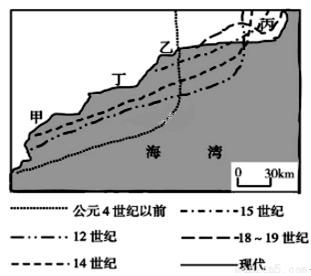 丙
乙
丁
甲
海 湾
0 30km
公元4世纪以前
15世纪
12世纪
18~19世纪
14世纪
现代